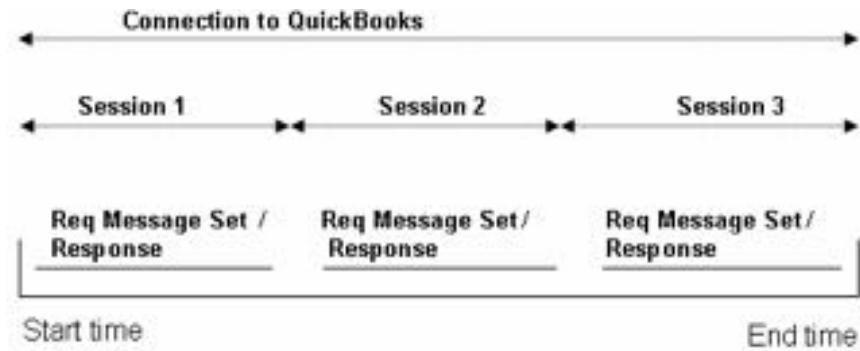 Connection to QuickBooks
Session 1
Session 2
Session 3
Req Message Set /
Response
Req Message Set/
Response
Req Message Set/
Response
Start time
End time